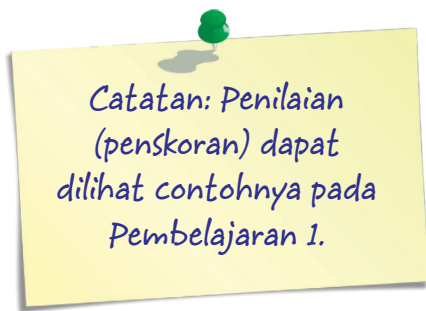 Catatan: Penilaian
(penskoran) dapat
dilihat contohnya pada
Pembelajaran 1.